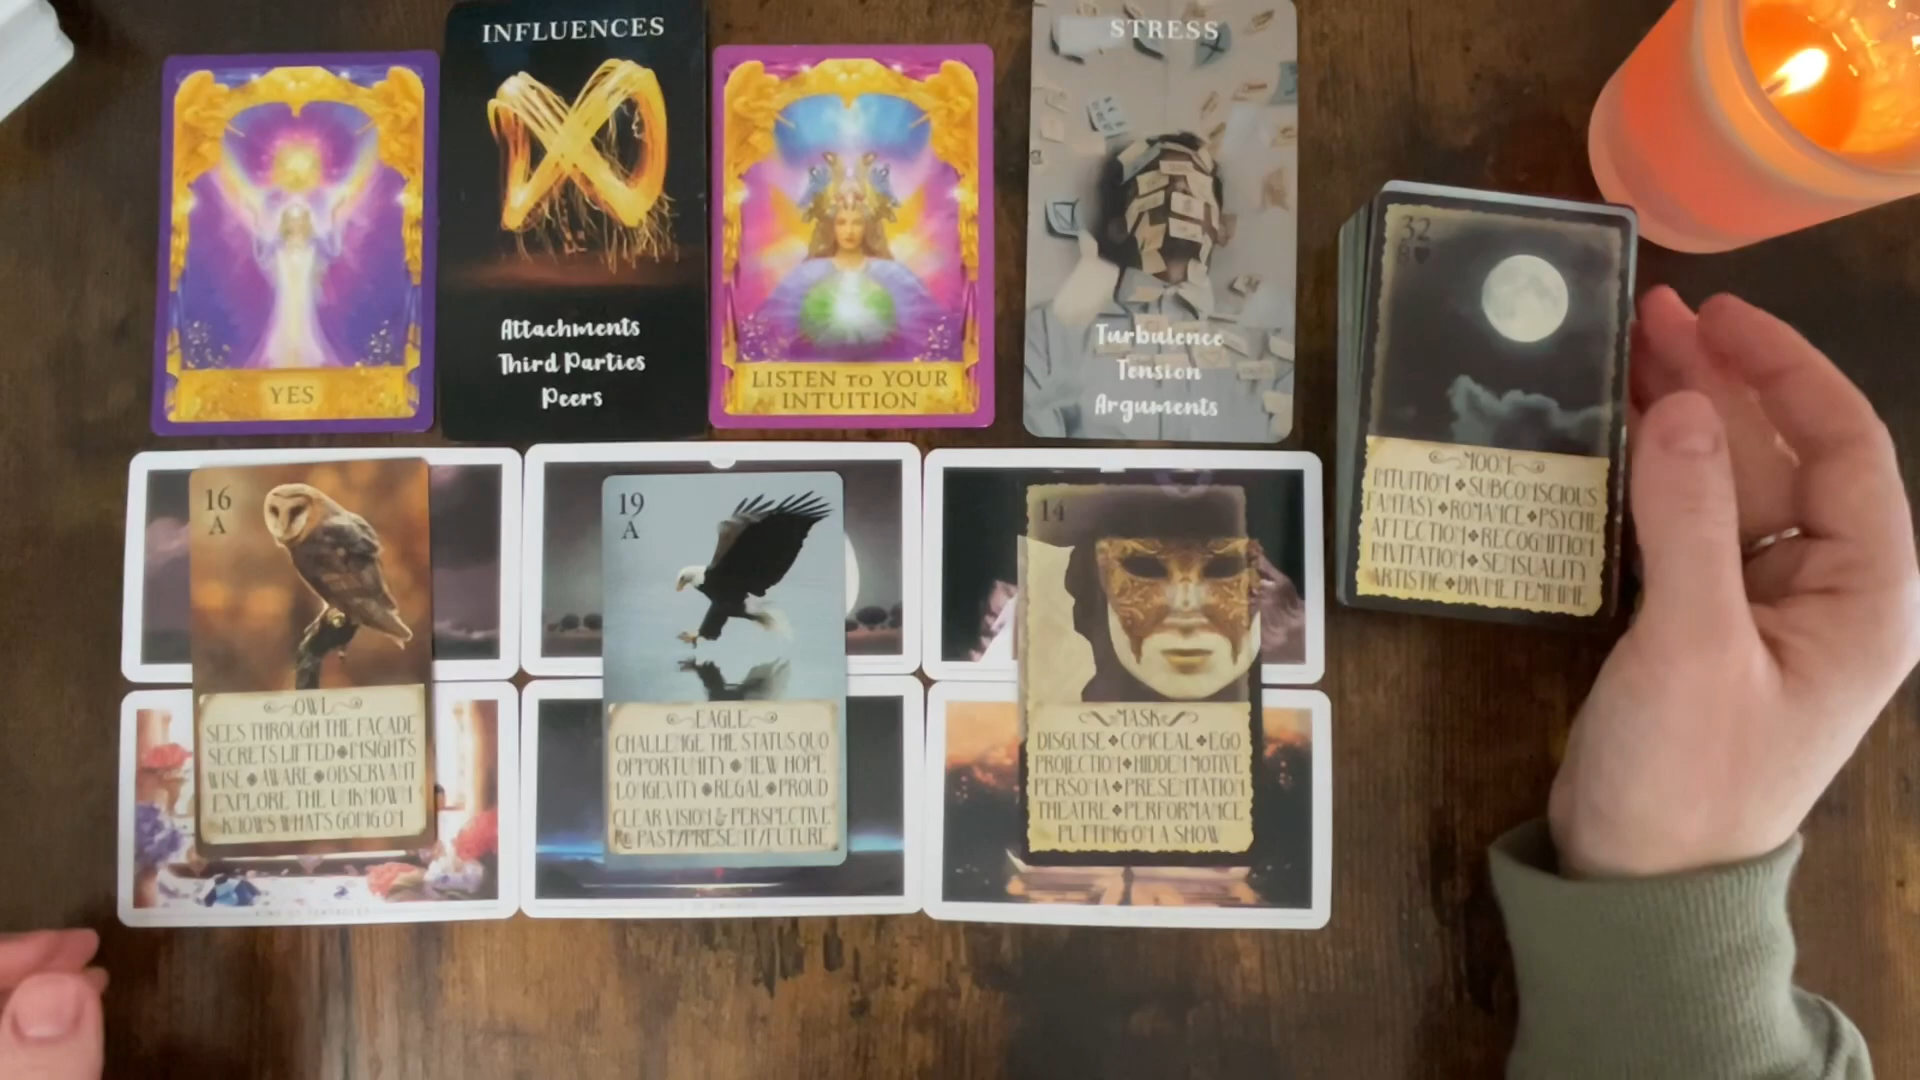 YES
INFLUENCES
Attachments
Third Parties
Peers
LISTEN TO YOUR
INTUITION
STRESS
Turbulence
Tension
Arguments
32
MOON
INTUITION ❖ SUBCONSCIOUS
FANTASY ❖ ROMANCE ❖ PSYCHE
AFFECTION ❖ RECOGNITION
INVITATION ❖ SENSUALITY
ARTISTIC ❖ DIVINE FEMININE
16
A
OWL
SEES THROUGH THE FAÇADE
SECRETS LIFTED ❖ INSIGHTS
WISE ❖ AWARE ❖ OBSERVANT
EXPLORE THE UNKNOWN
KNOWS WHATS GOING ON
19
A
EAGLE
CHALLENGE THE STATUS QUO
OPPORTUNITY ❖ NEW HOPE
LONGEVITY ❖ REGAL ❖ PROUD
CLEAR VISION & PERSPECTIVE
RE PAST/PRESENT/FUTURE
14
MASK
DISGUISE ❖ CONCEAL ❖ EGO
PROJECTION ❖ HIDDEN MOTIVE
PERSONA ❖ PRESENTATION
THEATRE ❖ PERFORMANCE
PUTTING ON A SHOW